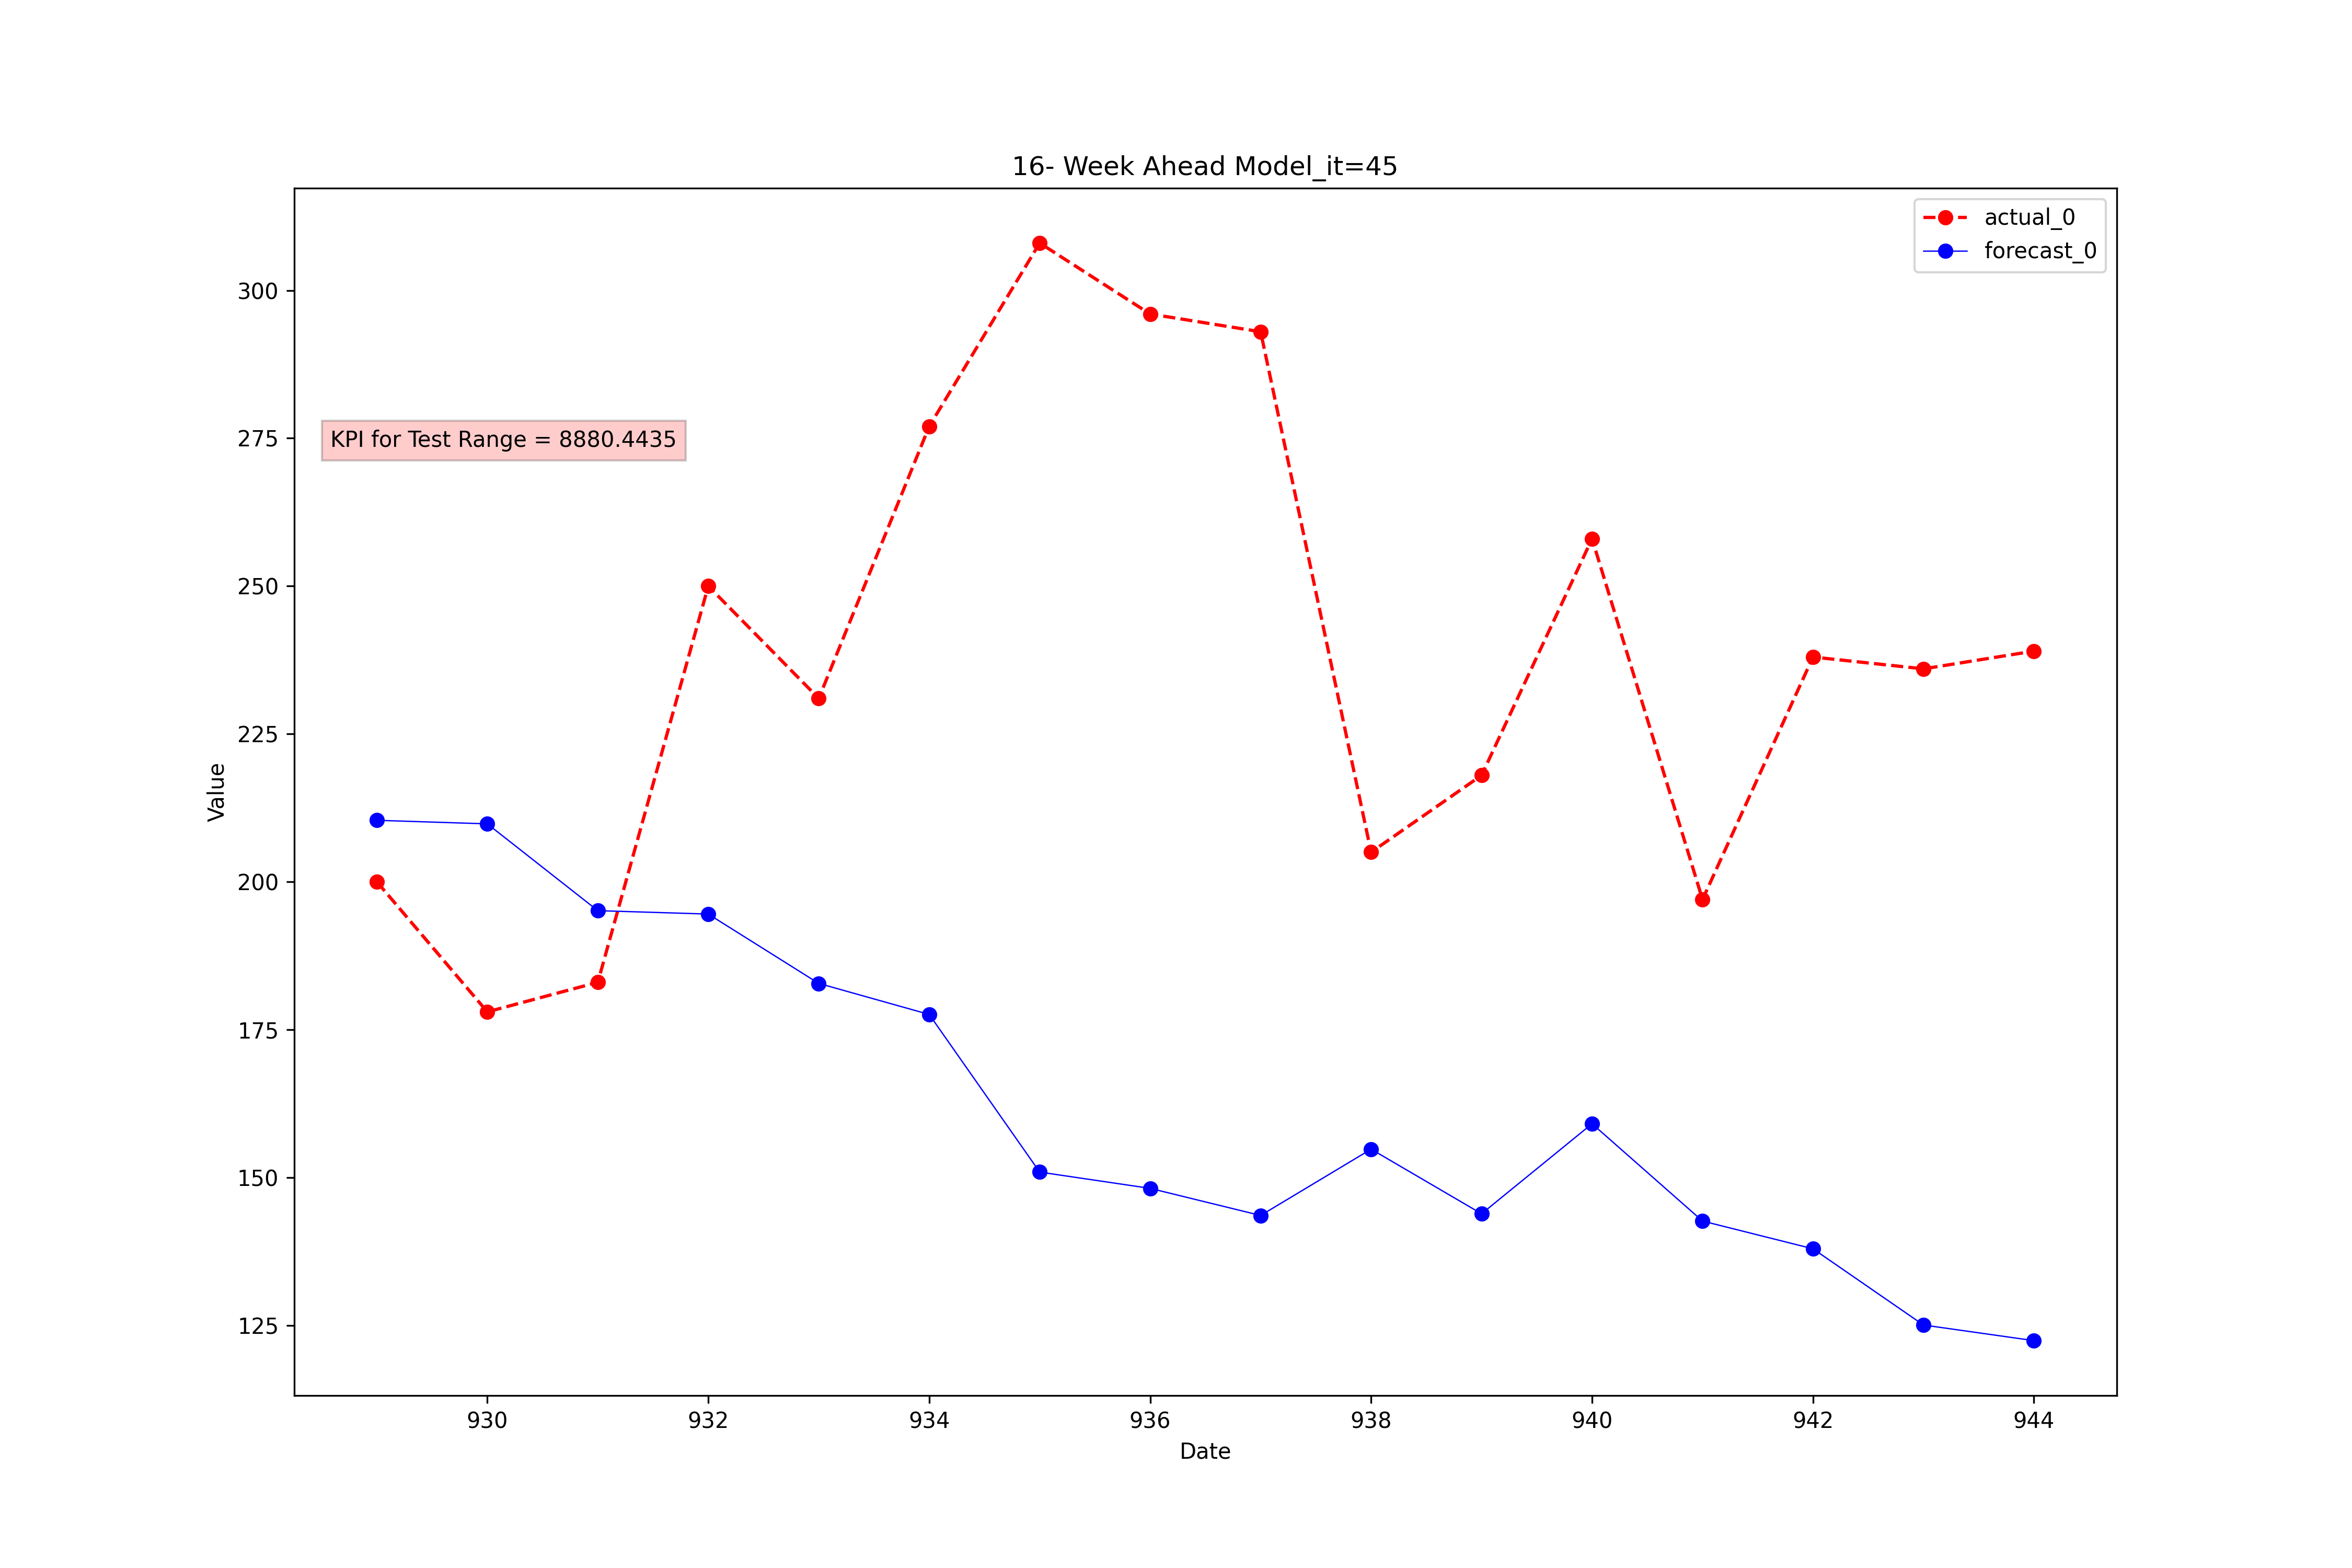 16- Week Ahead Model_it=45
actual_0
forecast_0
KPI for Test Range = 8880.4435
Value
300
275
250
225
200
175
150
125
930 932 934 936 938 940 942 944
Date